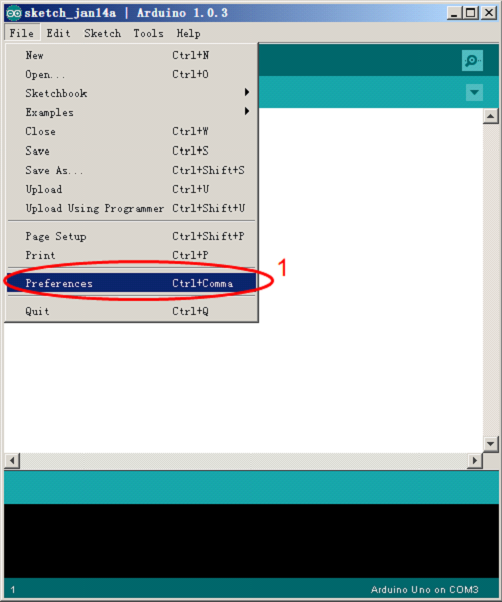 sketch_jan14a | Arduino 1.0.3
File Edit Sketch Tools Help
New Ctrl+N
Open... Ctrl+O
Sketchbook
Examples
Close Ctrl+W
Save Ctrl+S
Save As... Ctrl+Shift+S
Upload Ctrl+U
Upload Using Programmer Ctrl+Shift+U
Page Setup Ctrl+Shift+P
Print Ctrl+P
Preferences Ctrl+Comma
1
Quit Ctrl+Q
1 Arduino Uno on COM3